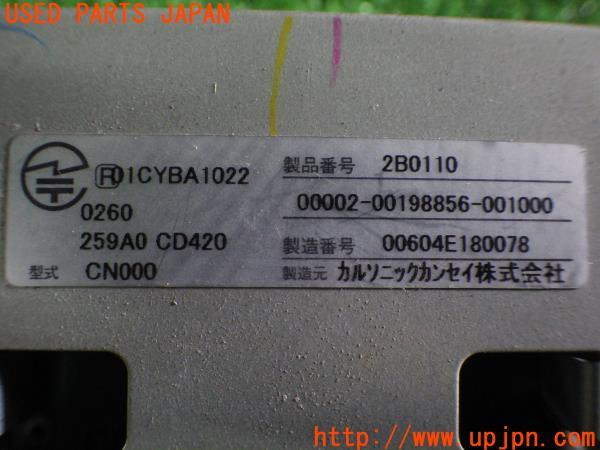 USED PARTS JAPAN
R 01CYBA1022
0260
259A0 CD420
型式 CN000
製品番号 2B0110
00002-00198856-001000
製造番号 00604E180078
製造元 カルソニックカンセイ株式会社
http://www.upjpn.com